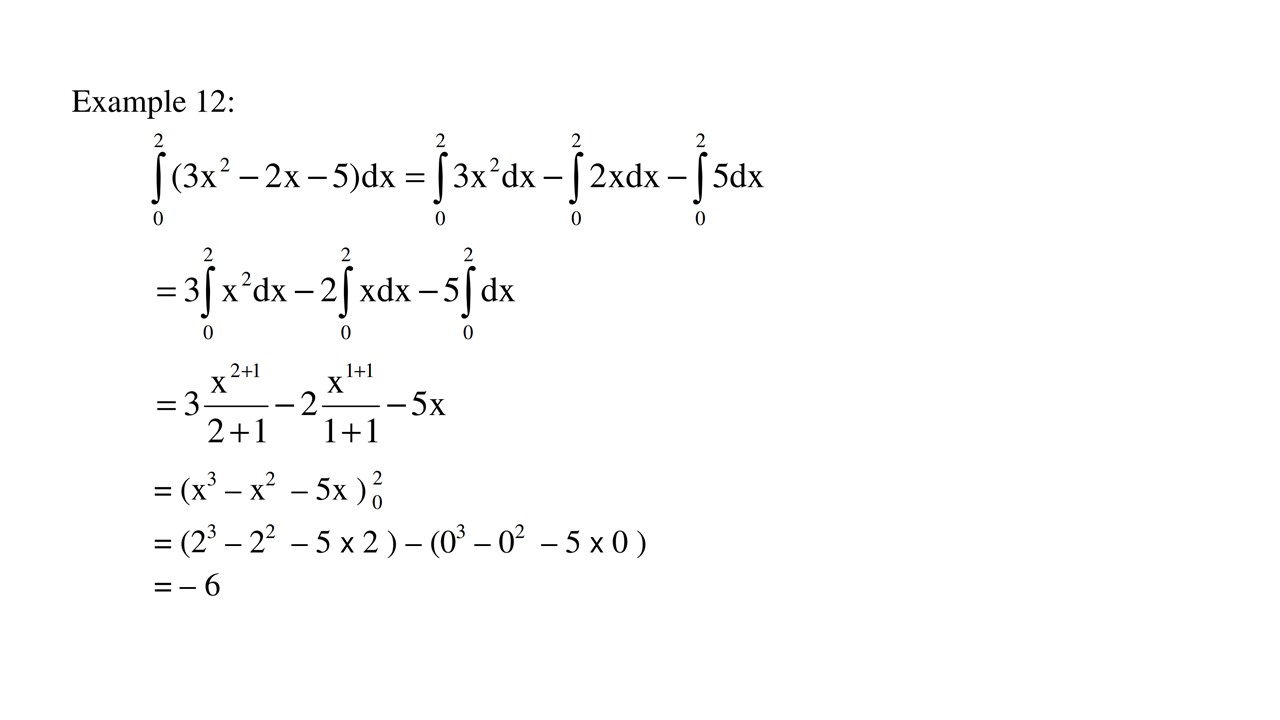 Example 12:
∫₀² (3x² – 2x – 5)dx = ∫₀² 3x²dx – ∫₀² 2xdx – ∫₀² 5dx
= 3∫₀² x²dx – 2∫₀² xdx – 5∫₀² dx
= 3 x²⁺¹/(2+1) – 2 x¹⁺¹/(1+1) – 5x
= (x³ – x² – 5x )₀²
= (2³ – 2² – 5 x 2 ) – (0³ – 0² – 5 x 0 )
= – 6